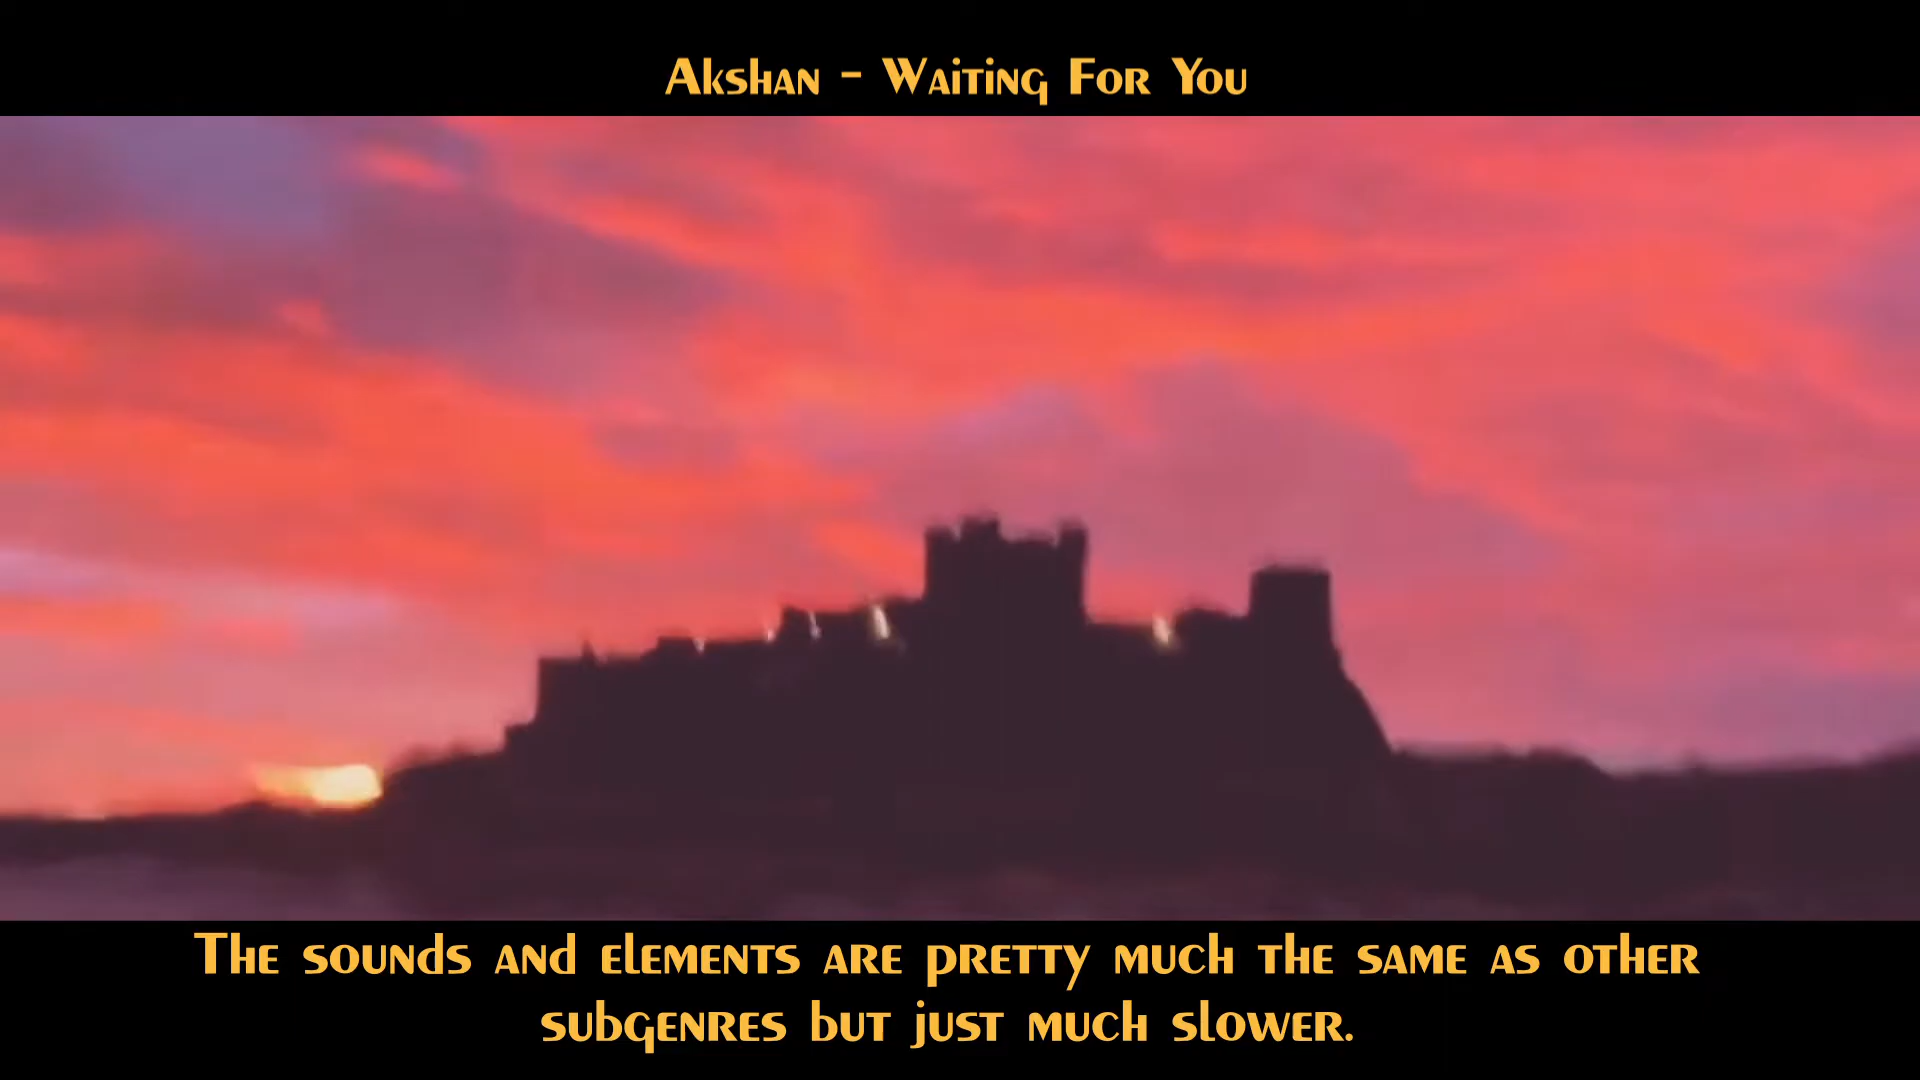 Akshan - Waiting For You
The sounds and elements are pretty much the same as other
subgenres but just much slower.